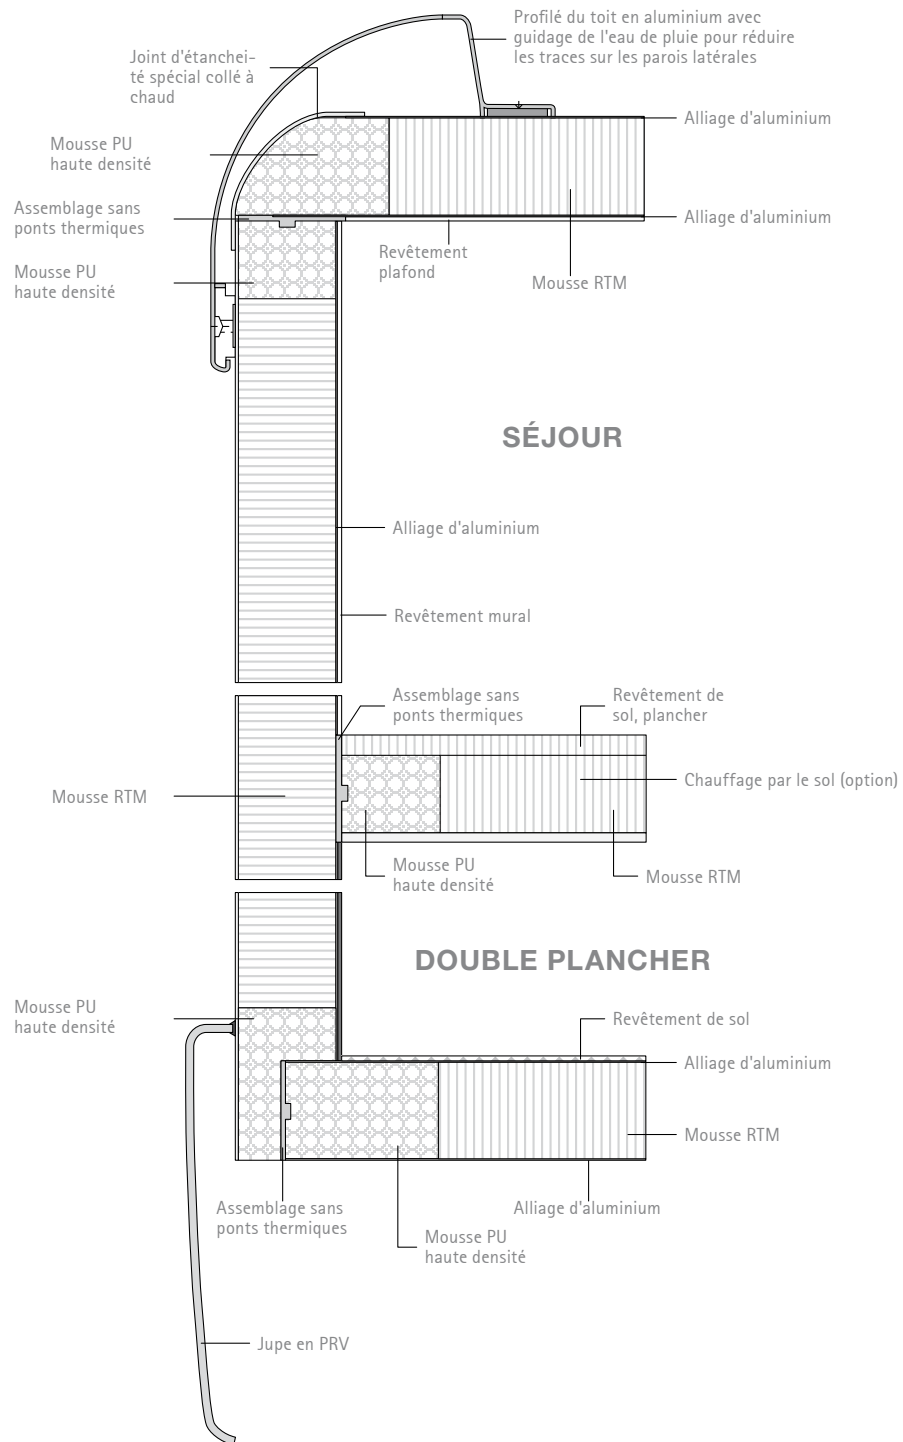 Profilé du toit en aluminium avec
guidage de l'eau de pluie pour réduire
les traces sur les parois latérales
Joint d'étanchei-
té spécial collé à
chaud
Alliage d'aluminium
Mousse PU
haute densité
Assemblage sans
ponts thermiques
Alliage d'aluminium
Revêtement
plafond
Mousse PU
haute densité
Mousse RTM
SÉJOUR
Alliage d'aluminium
Revêtement mural
Assemblage sans
ponts thermiques
Revêtement de
sol, plancher
Chauffage par le sol (option)
Mousse RTM
Mousse PU
haute densité
Mousse RTM
DOUBLE PLANCHER
Mousse PU
haute densité
Revêtement de sol
Alliage d'aluminium
Mousse RTM
Assemblage sans
ponts thermiques
Alliage d'aluminium
Mousse PU
haute densité
Jupe en PRV